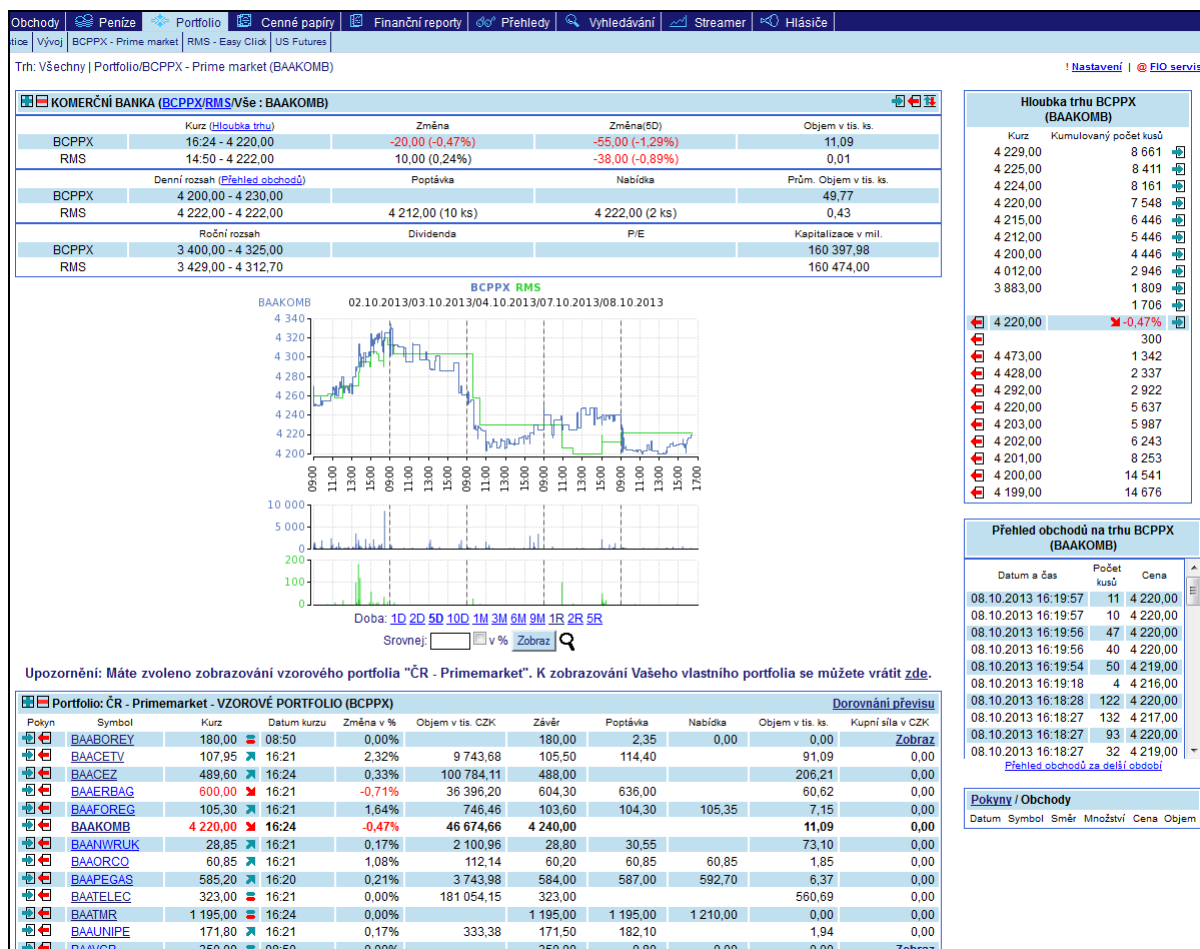 Obchody Peníze Portfolio Cenné papíry Finanční reporty Přehledy Vyhledávání Streamer Hlásiče
tice Vývoj BCPPX - Prime market RMS - Easy Click US Futures
Trh: Všechny | Portfolio/BCPPX - Prime market (BAAKOMB)
! Nastavení | @ FIO servis
KOMERČNÍ BANKA (BCPPX/RMS/Vše : BAAKOMB)
Kurz (Hloubka trhu) Změna Změna(5D) Objem v tis. ks.
BCPPX 16:24 - 4 220,00 -20,00 (-0,47%) -55,00 (-1,29%) 11,09
RMS 14:50 - 4 222,00 10,00 (0,24%) -38,00 (-0,89%) 0,01
Denní rozsah (Přehled obchodů) Poptávka Nabídka Prům. Objem v tis. ks.
BCPPX 4 200,00 - 4 230,00 49,77
RMS 4 222,00 - 4 222,00 4 212,00 (10 ks) 4 222,00 (2 ks) 0,43
Roční rozsah Dividenda P/E Kapitalizace v mil.
BCPPX 3 400,00 - 4 325,00 160 397,98
RMS 3 429,00 - 4 312,70 160 474,00
BCPPX RMS
BAAKOMB 02.10.2013/03.10.2013/04.10.2013/07.10.2013/08.10.2013
4 340
4 320
4 300
4 280
4 260
4 240
4 220
4 200
09:00 11:00 13:00 15:00 09:00 11:00 13:00 15:00 09:00 11:00 13:00 15:00 09:00 11:00 13:00 15:00 09:00 11:00 13:00 15:00 17:00
10 000
5 000
0
200
100
0
Doba: 1D 2D 5D 10D 1M 3M 6M 9M 1R 2R 5R
Srovnej: v % Zobraz
Upozornění: Máte zvoleno zobrazování vzorového portfolia "ČR - Primemarket". K zobrazování Vašeho vlastního portfolia se můžete vrátit zde.
Portfolio: ČR - Primemarket - VZOROVÉ PORTFOLIO (BCPPX) Dorovnání převisu
Pokyn Symbol Kurz Datum kurzu Změna v % Objem v tis. CZK Závěr Poptávka Nabídka Objem v tis. ks. Kupní síla v CZK
BAABOREY 180,00 08:50 0,00% 180,00 2,35 0,00 0,00 Zobraz
BAACETV 107,95 16:21 2,32% 9 743,68 105,50 114,40 91,09 0,00
BAACEZ 489,60 16:24 0,33% 100 784,11 488,00 206,21 0,00
BAAERBAG 600,00 16:21 -0,71% 36 396,20 604,30 636,00 60,62 0,00
BAAFOREG 105,30 16:21 1,64% 746,46 103,60 104,30 105,35 7,15 0,00
BAAKOMB 4 220,00 16:24 -0,47% 46 674,66 4 240,00 11,09 0,00
BAANWRUK 28,85 16:21 0,17% 2 100,96 28,80 30,55 73,10 0,00
BAAORCO 60,85 16:21 1,08% 112,14 60,20 60,85 60,85 1,85 0,00
BAAPEGAS 585,20 16:20 0,21% 3 743,98 584,00 587,00 592,70 6,37 0,00
BAATELEC 323,00 16:21 0,00% 181 054,15 323,00 560,69 0,00
BAATMR 1 195,00 16:24 0,00% 1 195,00 1 195,00 1 210,00 0,00 0,00
BAAUNIPE 171,80 16:21 0,17% 333,38 171,50 182,10 1,94 0,00
Hloubka trhu BCPPX
(BAAKOMB)
Kurz Kumulovaný počet kusů
4 229,00 8 661
4 225,00 8 411
4 224,00 8 161
4 220,00 7 548
4 215,00 6 446
4 212,00 5 446
4 200,00 4 446
4 012,00 2 946
3 883,00 1 809
1 706
4 220,00 -0,47%
300
4 473,00 1 342
4 428,00 2 337
4 292,00 2 922
4 220,00 5 637
4 203,00 5 987
4 202,00 6 243
4 201,00 8 253
4 200,00 14 541
4 199,00 14 676
Přehled obchodů na trhu BCPPX
(BAAKOMB)
Datum a čas Počet kusů Cena
08.10.2013 16:19:57 11 4 220,00
08.10.2013 16:19:57 10 4 220,00
08.10.2013 16:19:56 47 4 220,00
08.10.2013 16:19:56 40 4 220,00
08.10.2013 16:19:54 50 4 219,00
08.10.2013 16:19:18 4 4 216,00
08.10.2013 16:18:28 122 4 220,00
08.10.2013 16:18:27 132 4 217,00
08.10.2013 16:18:27 93 4 220,00
08.10.2013 16:18:27 32 4 219,00
Přehled obchodů za delší období
Pokyny / Obchody
Datum Symbol Směr Množství Cena Objem